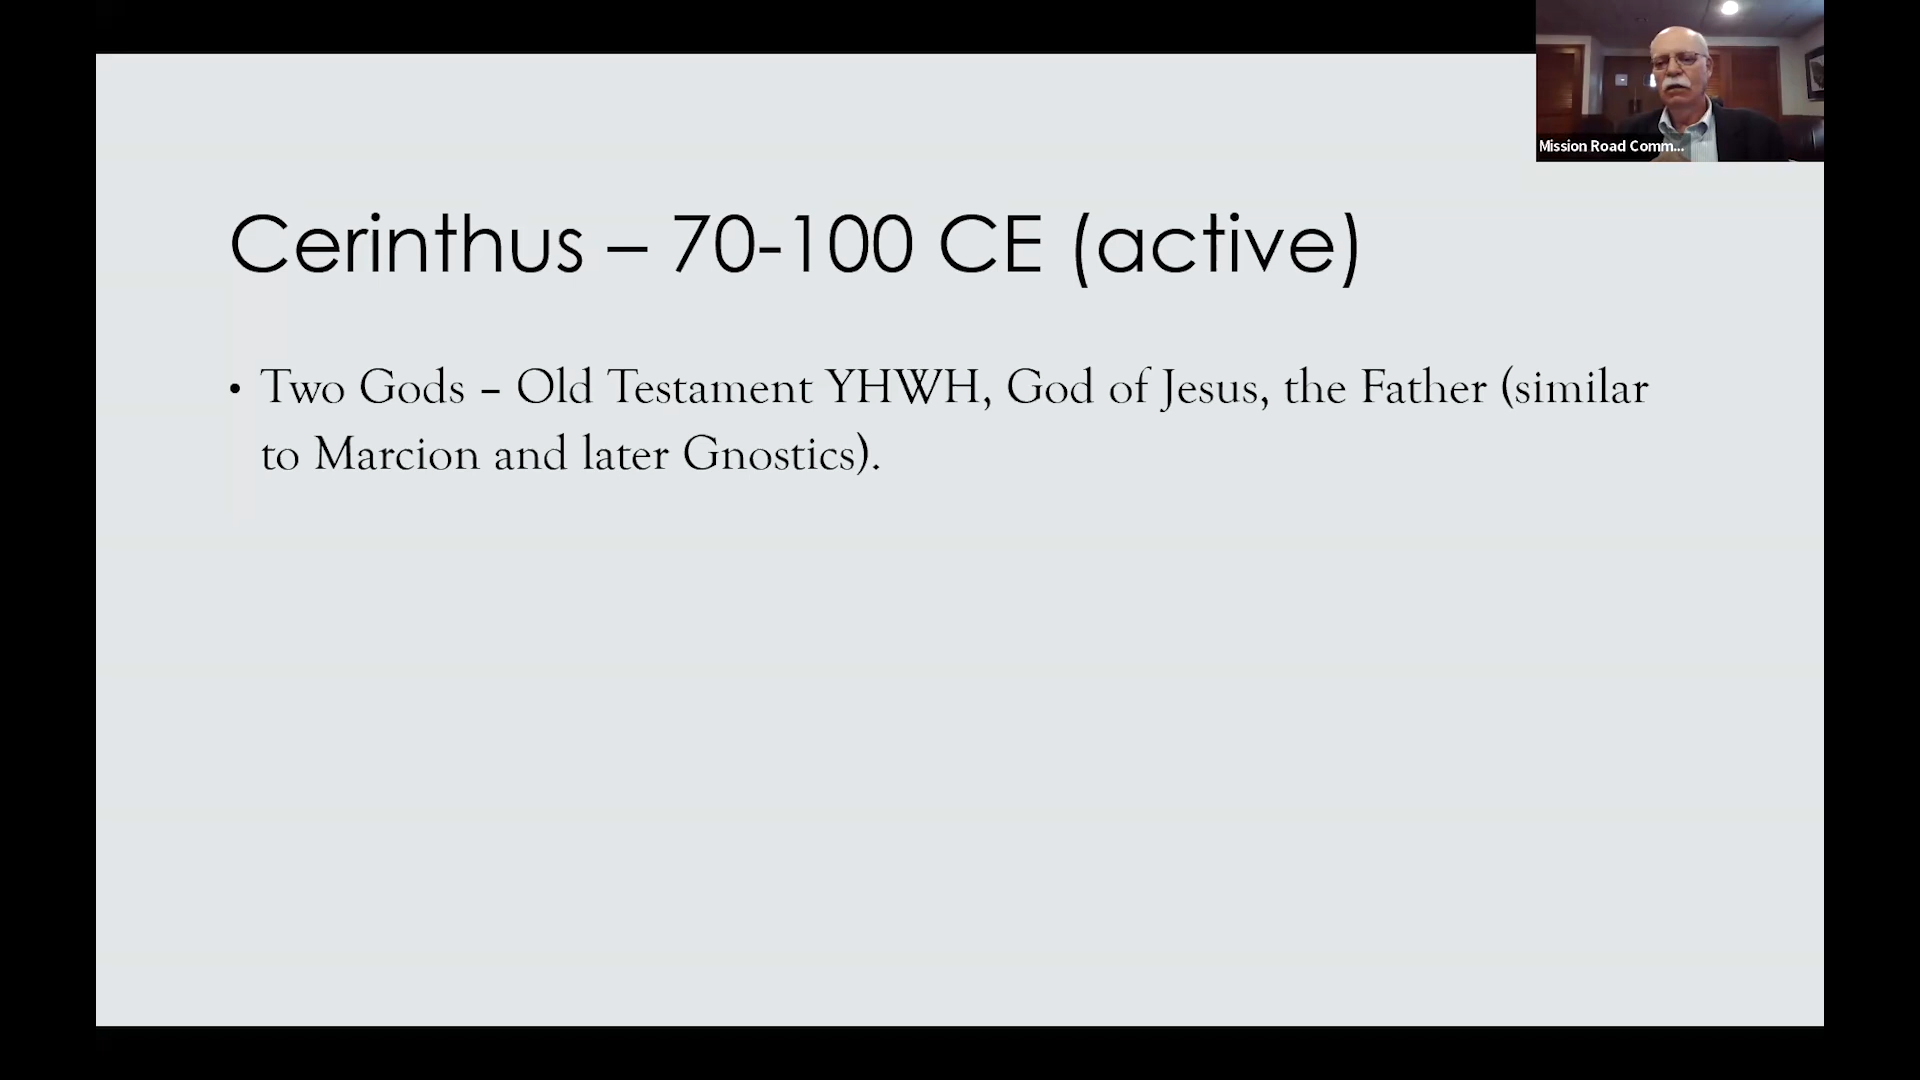 Mission Road Comm...
Cerinthus – 70-100 CE (active)
• Two Gods – Old Testament YHWH, God of Jesus, the Father (similar
to Marcion and later Gnostics).